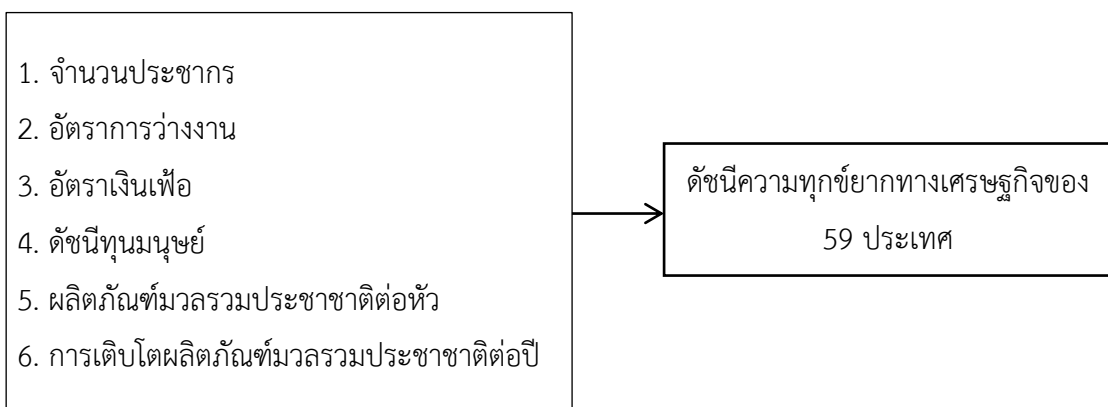 1. จำนวนประชากร
2. อัตราการว่างงาน
3. อัตราเงินเฟ้อ
4. ดัชนีทุนมนุษย์
5. ผลิตภัณฑ์มวลรวมประชาชาติต่อหัว
6. การเติบโตผลิตภัณฑ์มวลรวมประชาชาติต่อปี
ดัชนีความทุกข์ยากทางเศรษฐกิจของ
59 ประเทศ